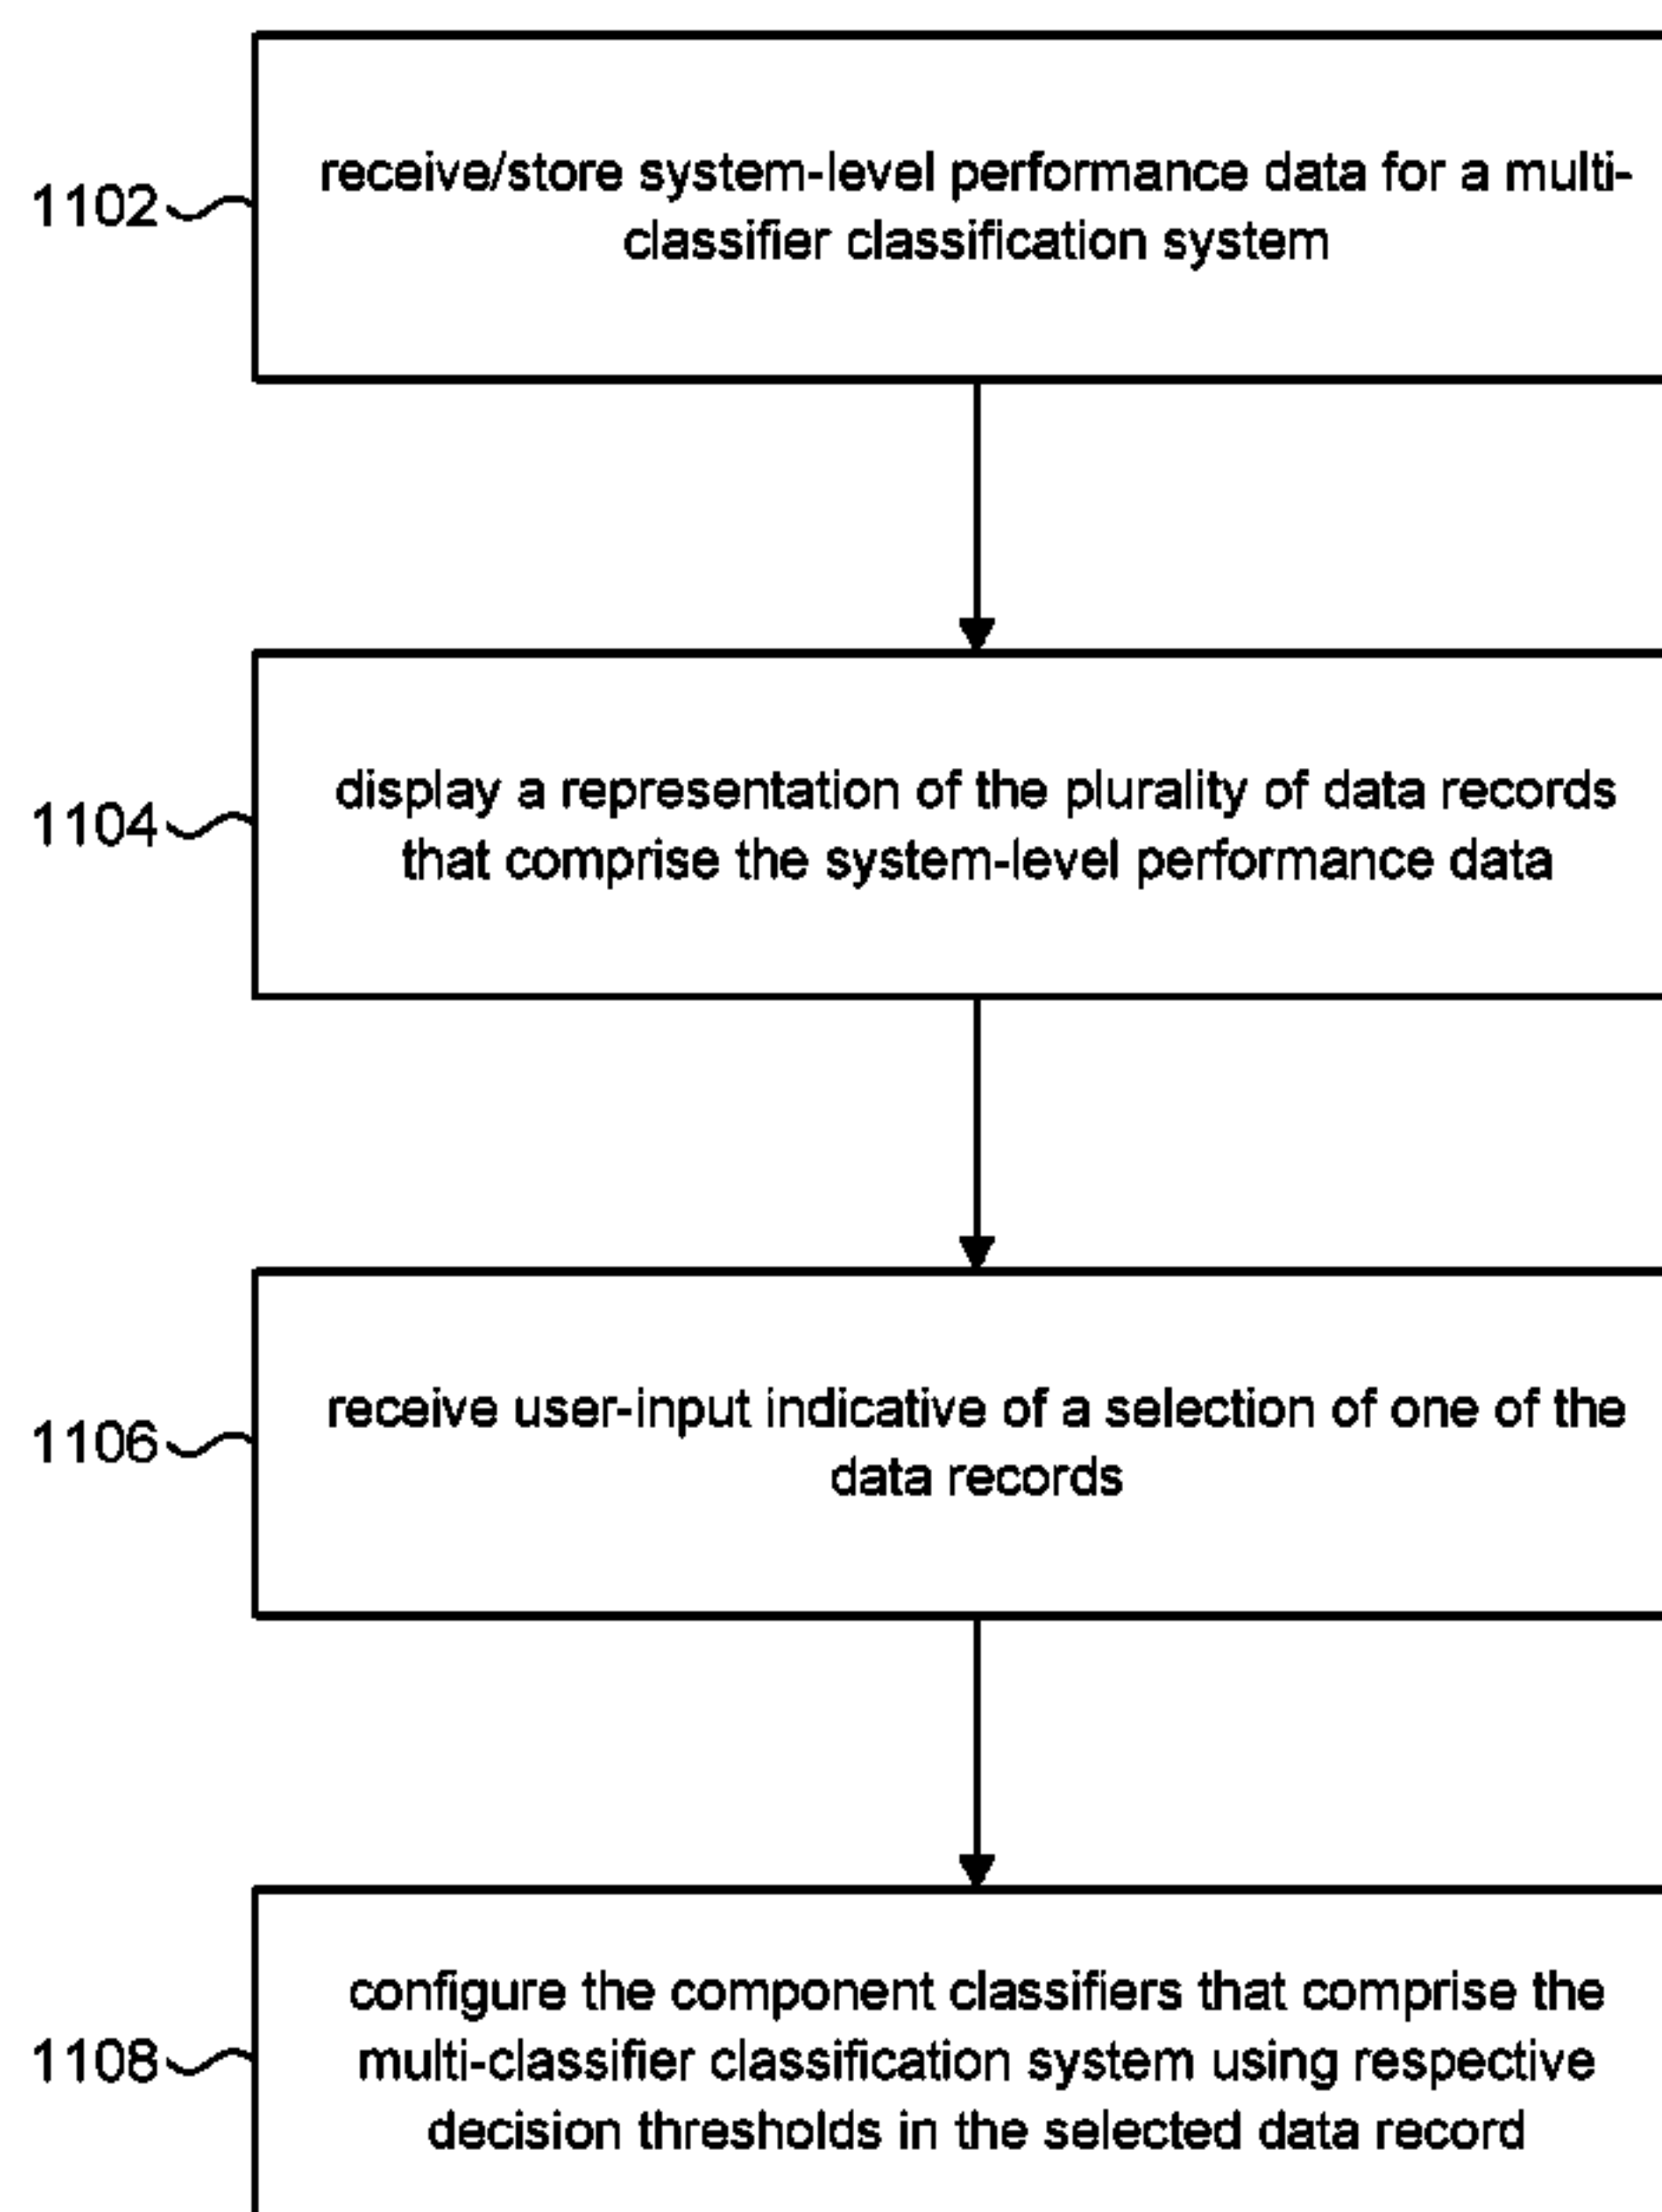 1102
receive/store system-level performance data for a multi-
classifier classification system
1104
display a representation of the plurality of data records
that comprise the system-level performance data
1106
receive user-input indicative of a selection of one of the
data records
1108
configure the component classifiers that comprise the
multi-classifier classification system using respective
decision thresholds in the selected data record